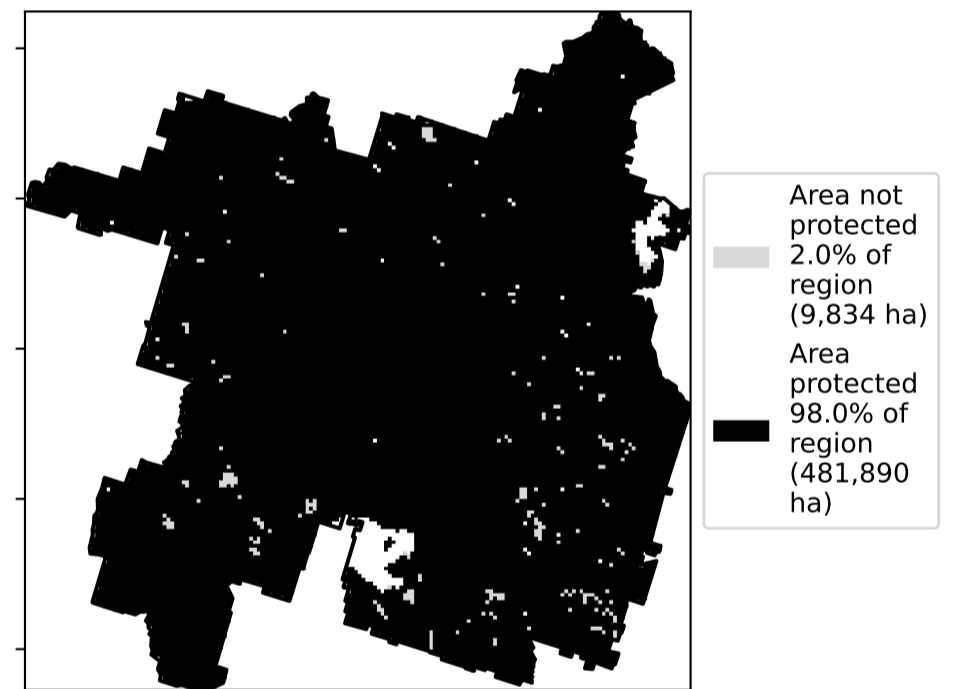 Area not
protected
2.0% of
region
(9,834 ha)
Area
protected
98.0% of
region
(481,890
ha)